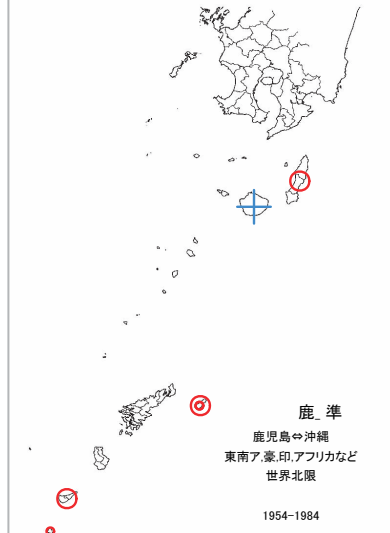 鹿_ 準
鹿児島⇔沖縄
東南ア,豪,印,アフリカなど
世界北限
1954-1984